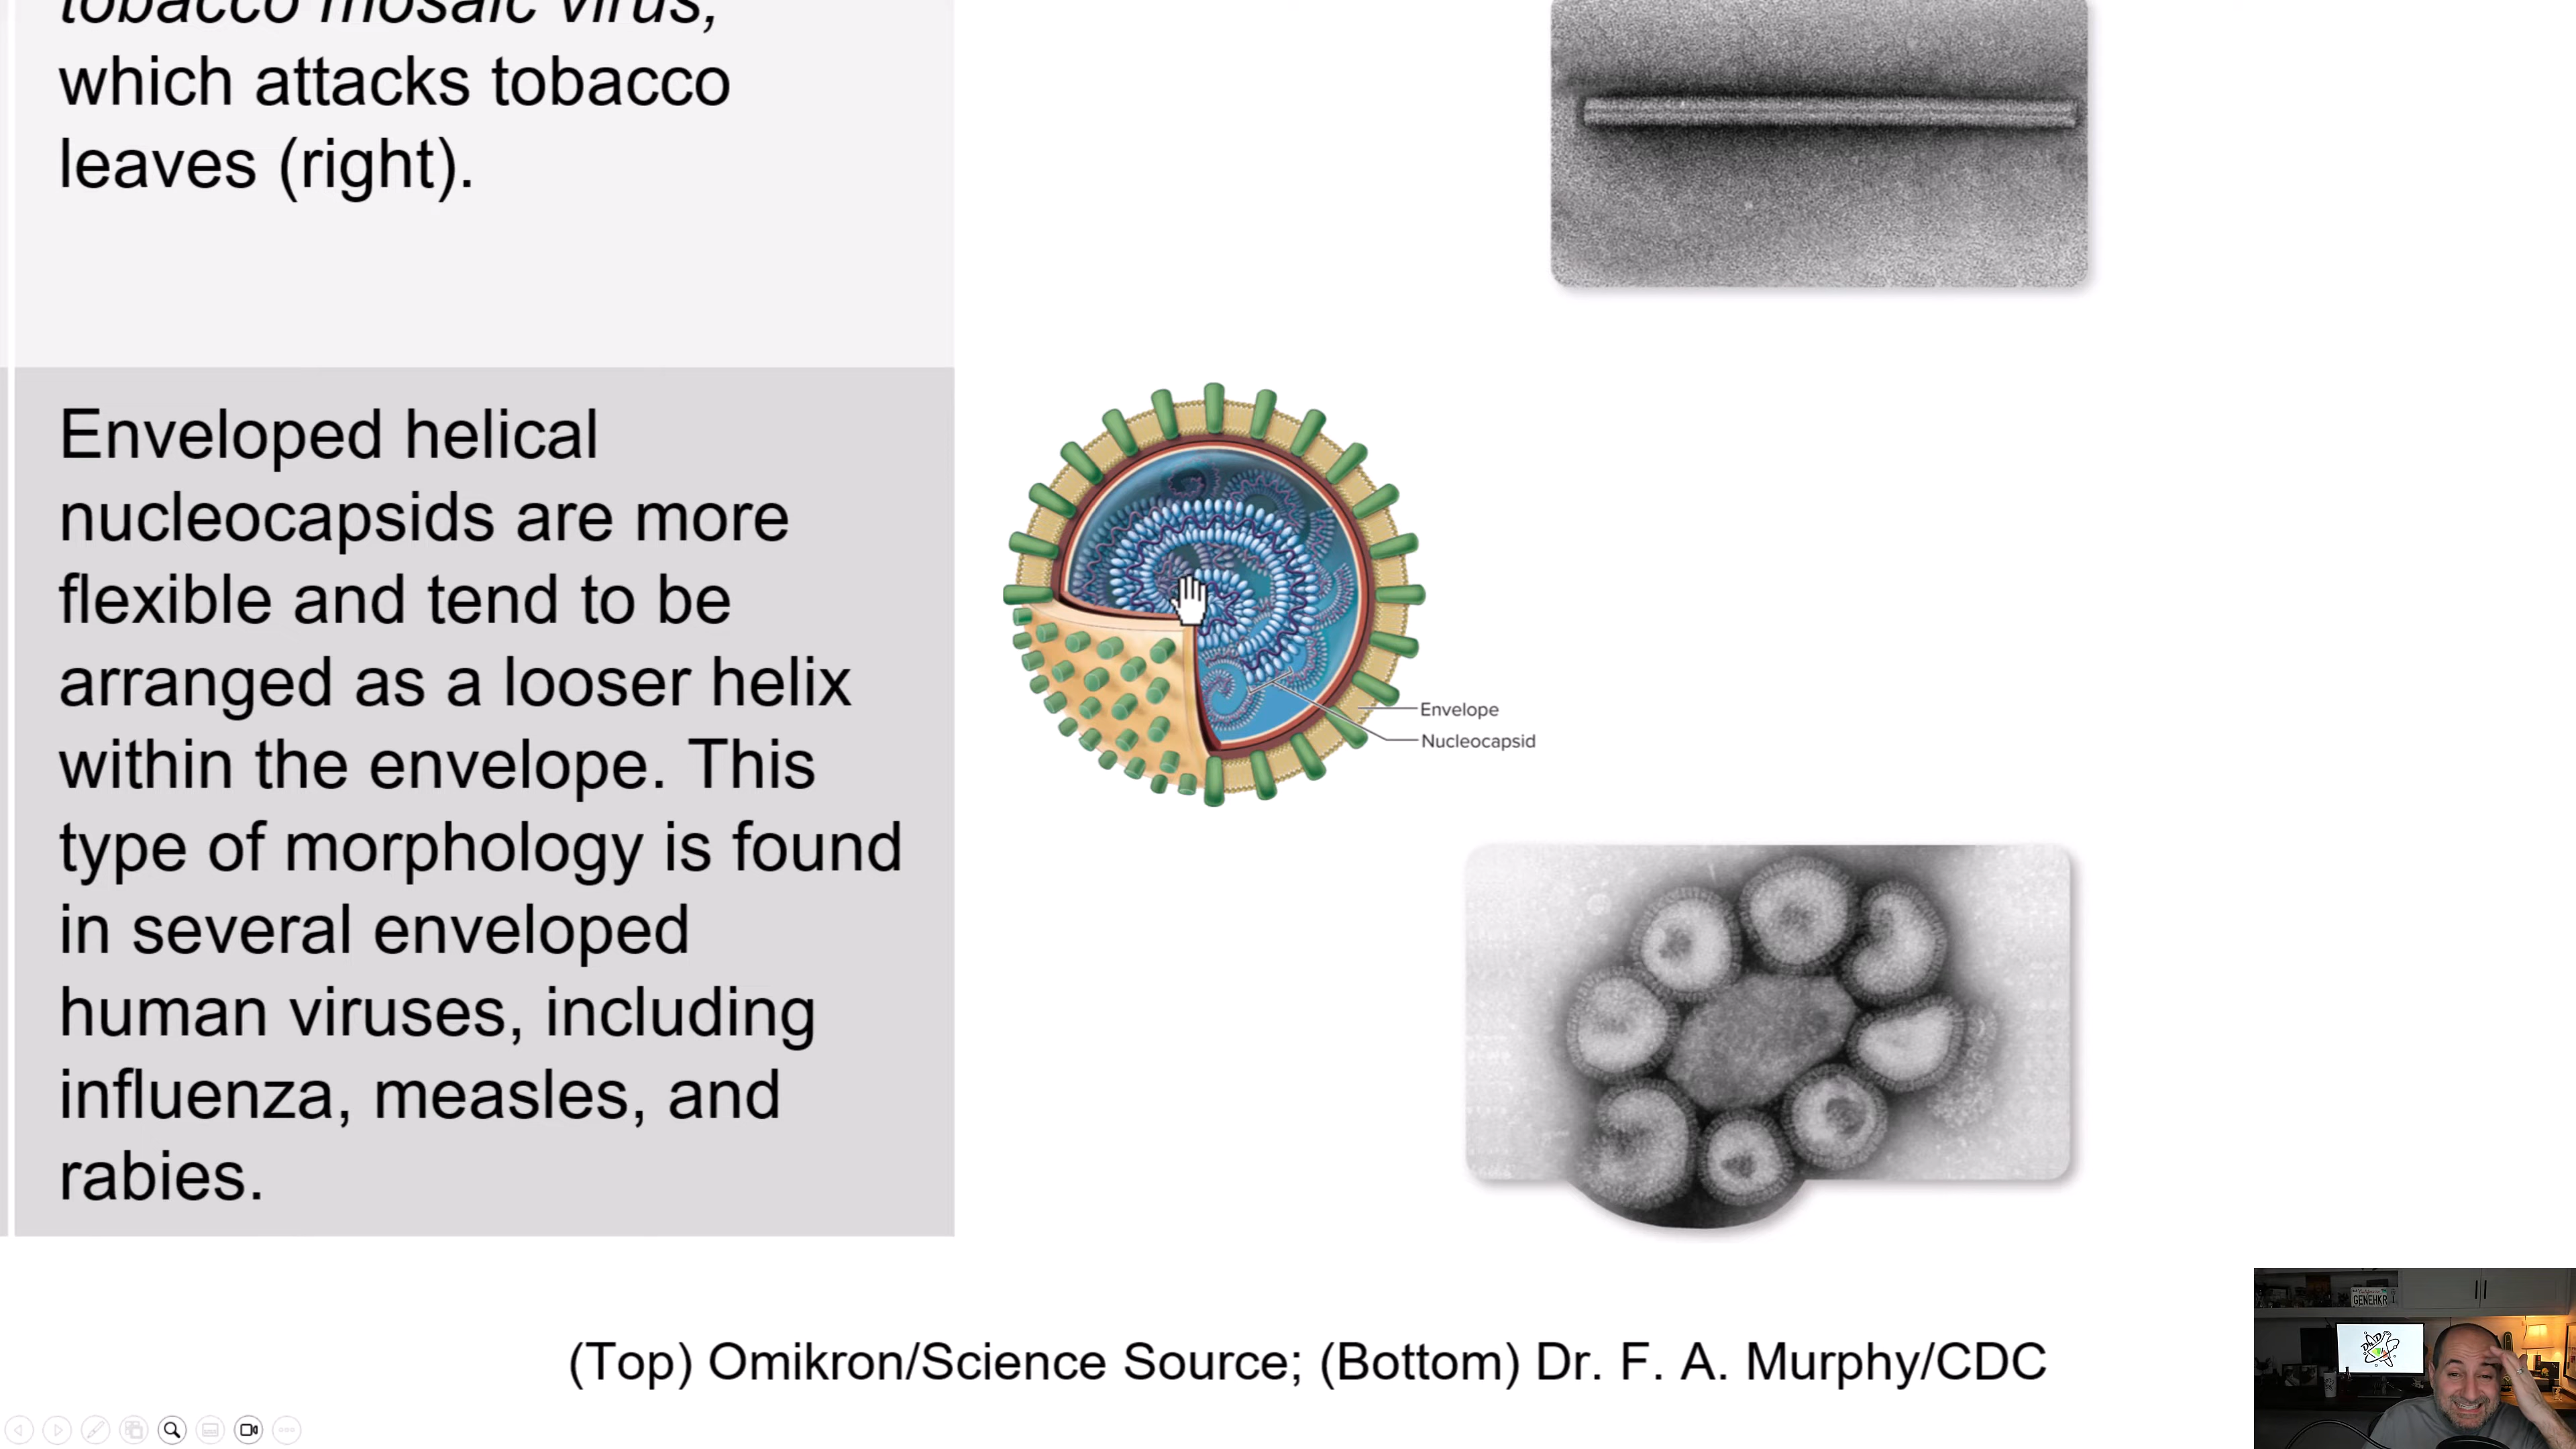 tobacco mosaic virus,
which attacks tobacco
leaves (right).
Enveloped helical
nucleocapsids are more
flexible and tend to be
arranged as a looser helix
within the envelope. This
type of morphology is found
in several enveloped
human viruses, including
influenza, measles, and
rabies.
Envelope
Nucleocapsid
(Top) Omikron/Science Source; (Bottom) Dr. F. A. Murphy/CDC
GENEHKR